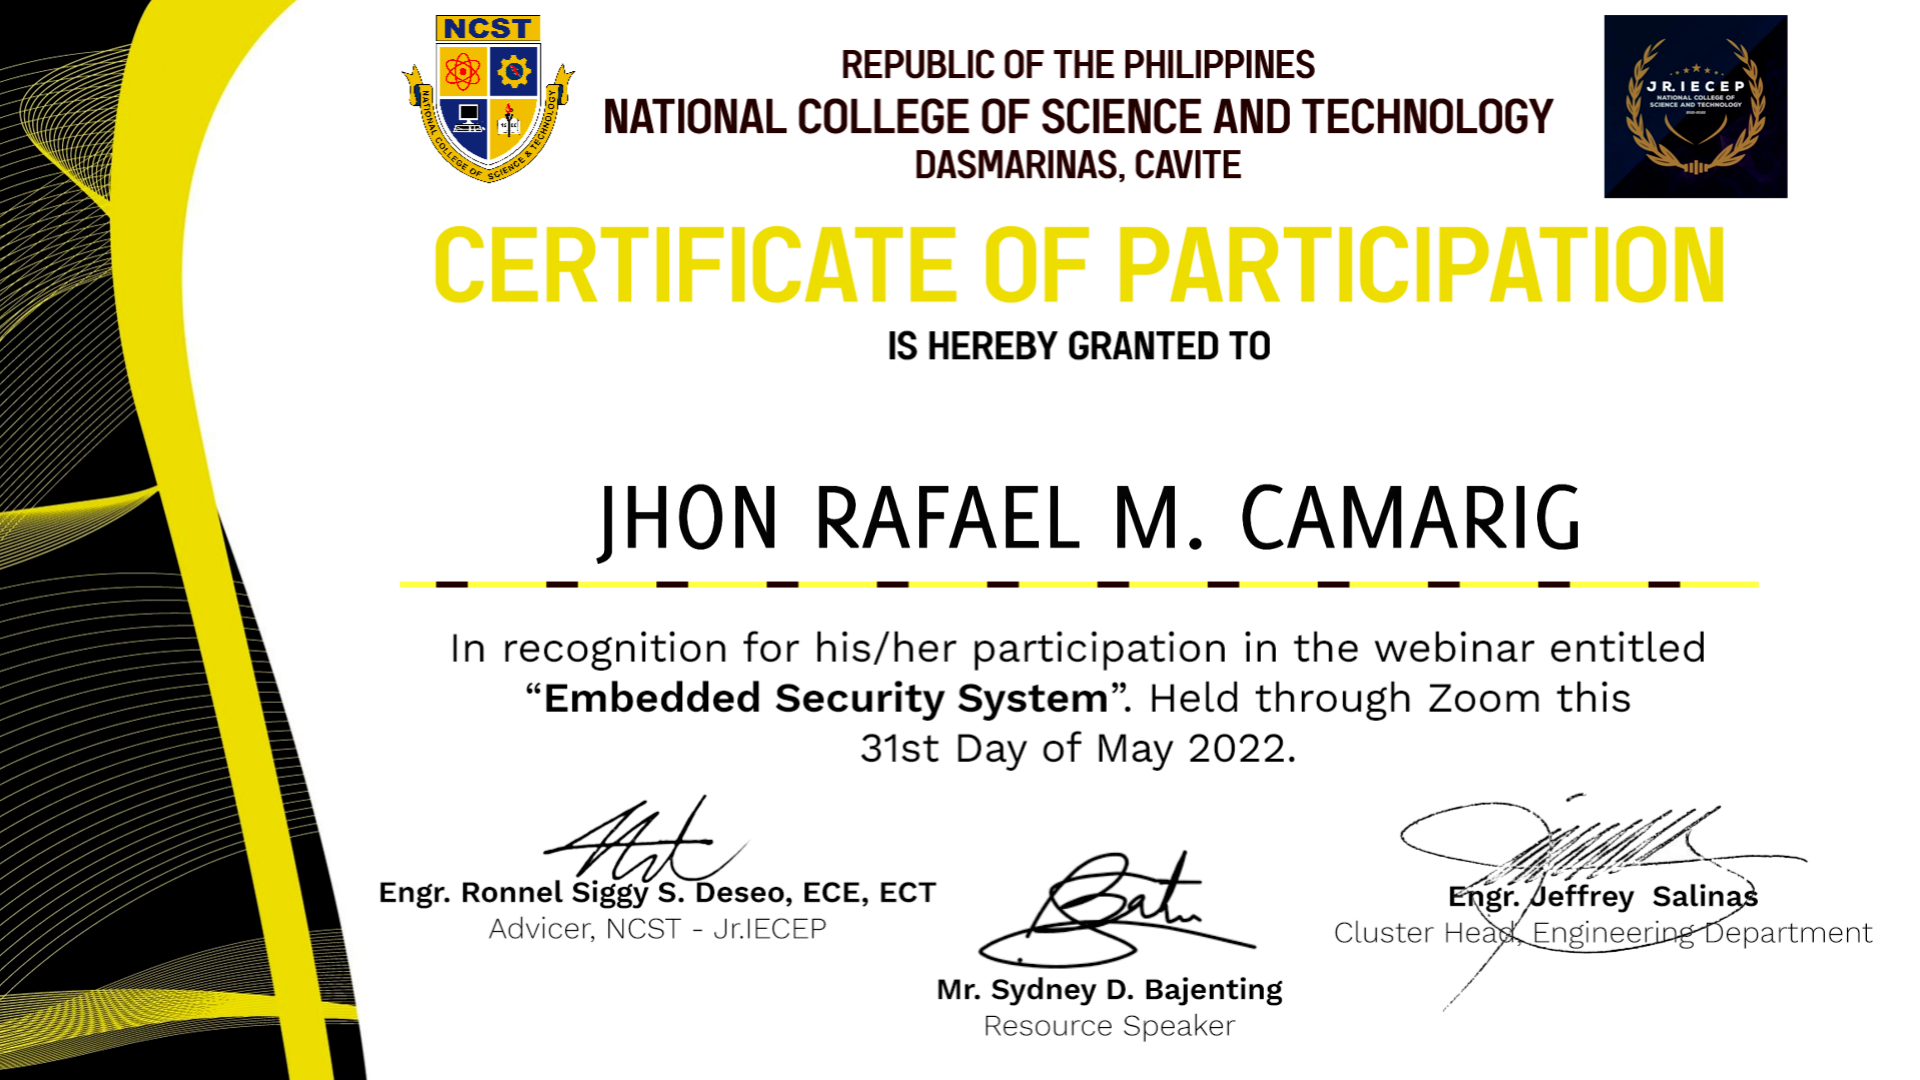 NCST
NATIONAL COLLEGE OF SCIENCE & TECHNOLOGY
REPUBLIC OF THE PHILIPPINES
NATIONAL COLLEGE OF SCIENCE AND TECHNOLOGY
DASMARINAS, CAVITE
JR.IECEP
NATIONAL COLLEGE OF
SCIENCE AND TECHNOLOGY
CERTIFICATE OF PARTICIPATION
IS HEREBY GRANTED TO
JHON RAFAEL M. CAMARIG
In recognition for his/her participation in the webinar entitled
“Embedded Security System”. Held through Zoom this
31st Day of May 2022.
Engr. Ronnel Siggy S. Deseo, ECE, ECT
Advicer, NCST - Jr.IECEP
Engr. Jeffrey Salinas
Cluster Head, Engineering Department
Mr. Sydney D. Bajenting
Resource Speaker